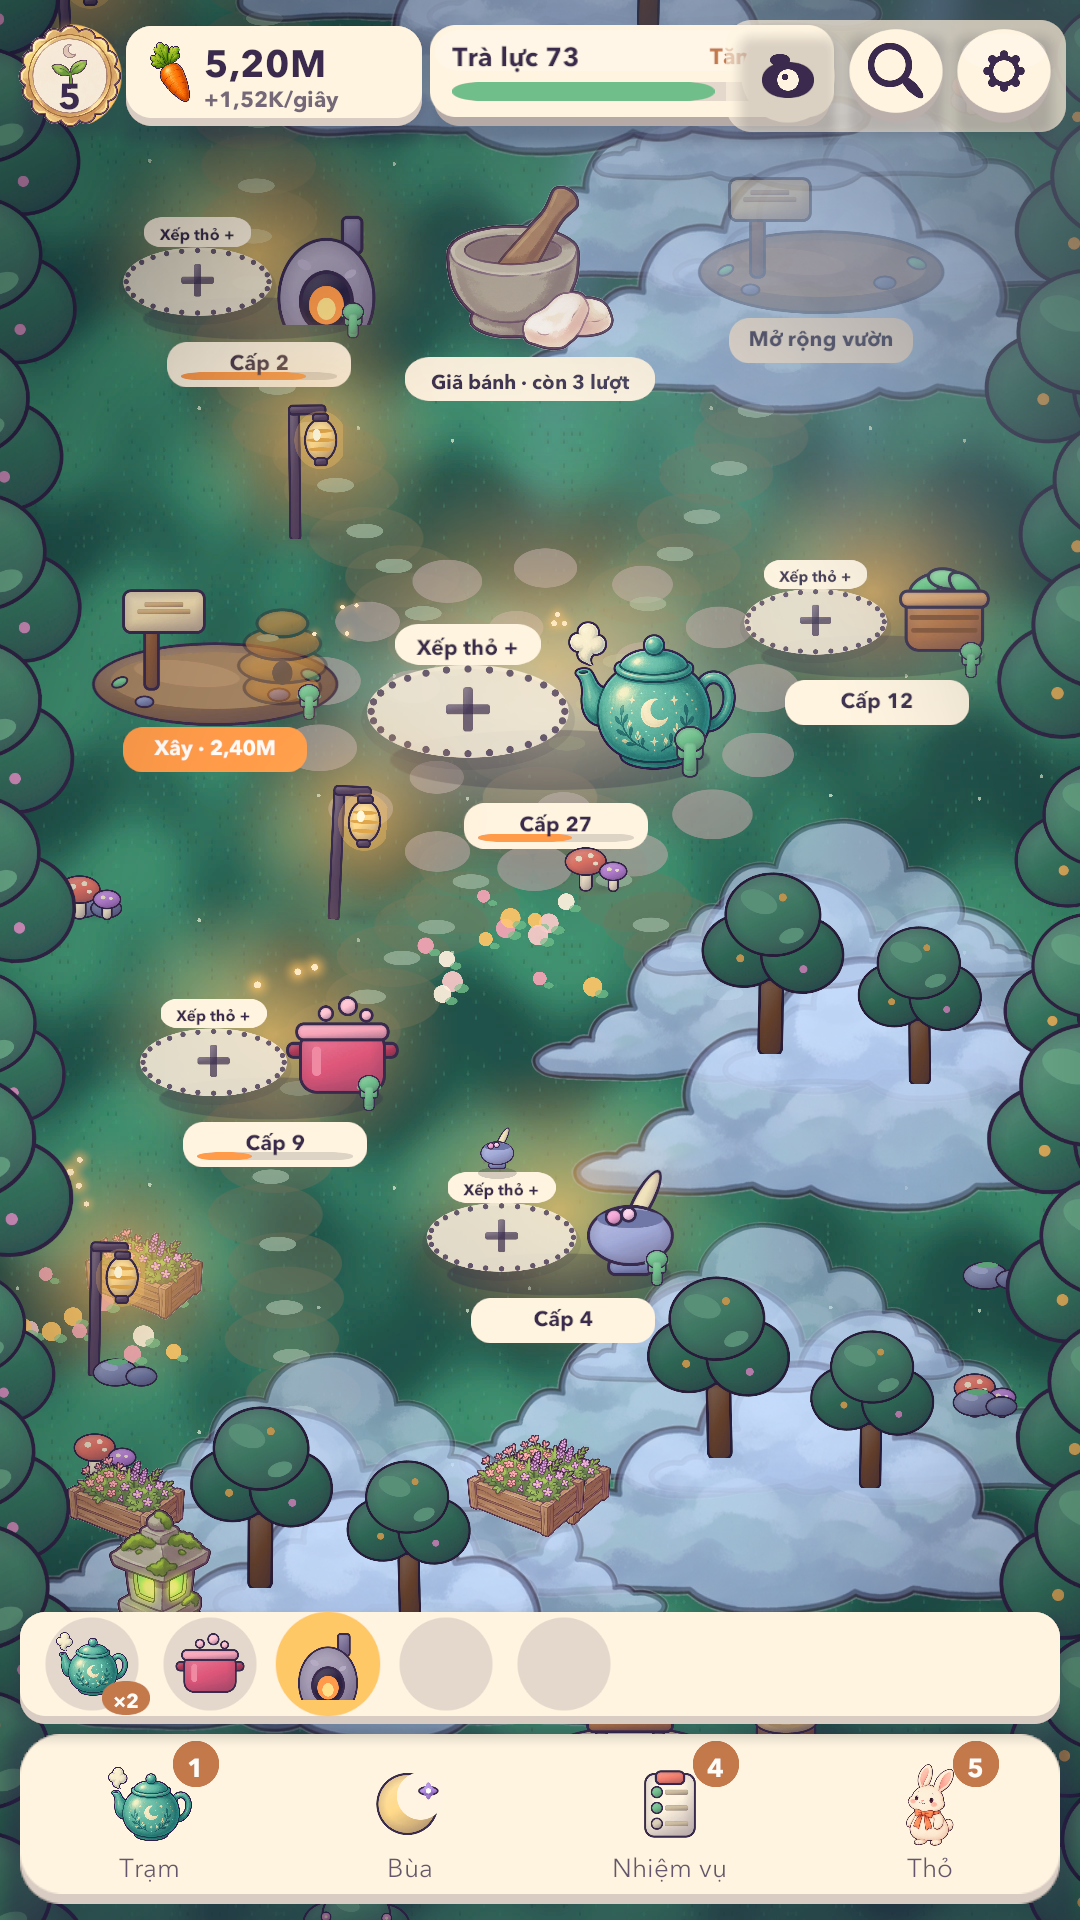 5
5,20M
+1,52K/giây
Trà lực 73
Xếp thỏ +
Cấp 2
Giã bánh · còn 3 lượt
Mở rộng vườn
Xếp thỏ +
Cấp 12
Xếp thỏ +
Xây · 2,40M
Cấp 27
Xếp thỏ +
Cấp 9
Xếp thỏ +
Cấp 4
×2
1
4
5
Trạm
Bùa
Nhiệm vụ
Thỏ